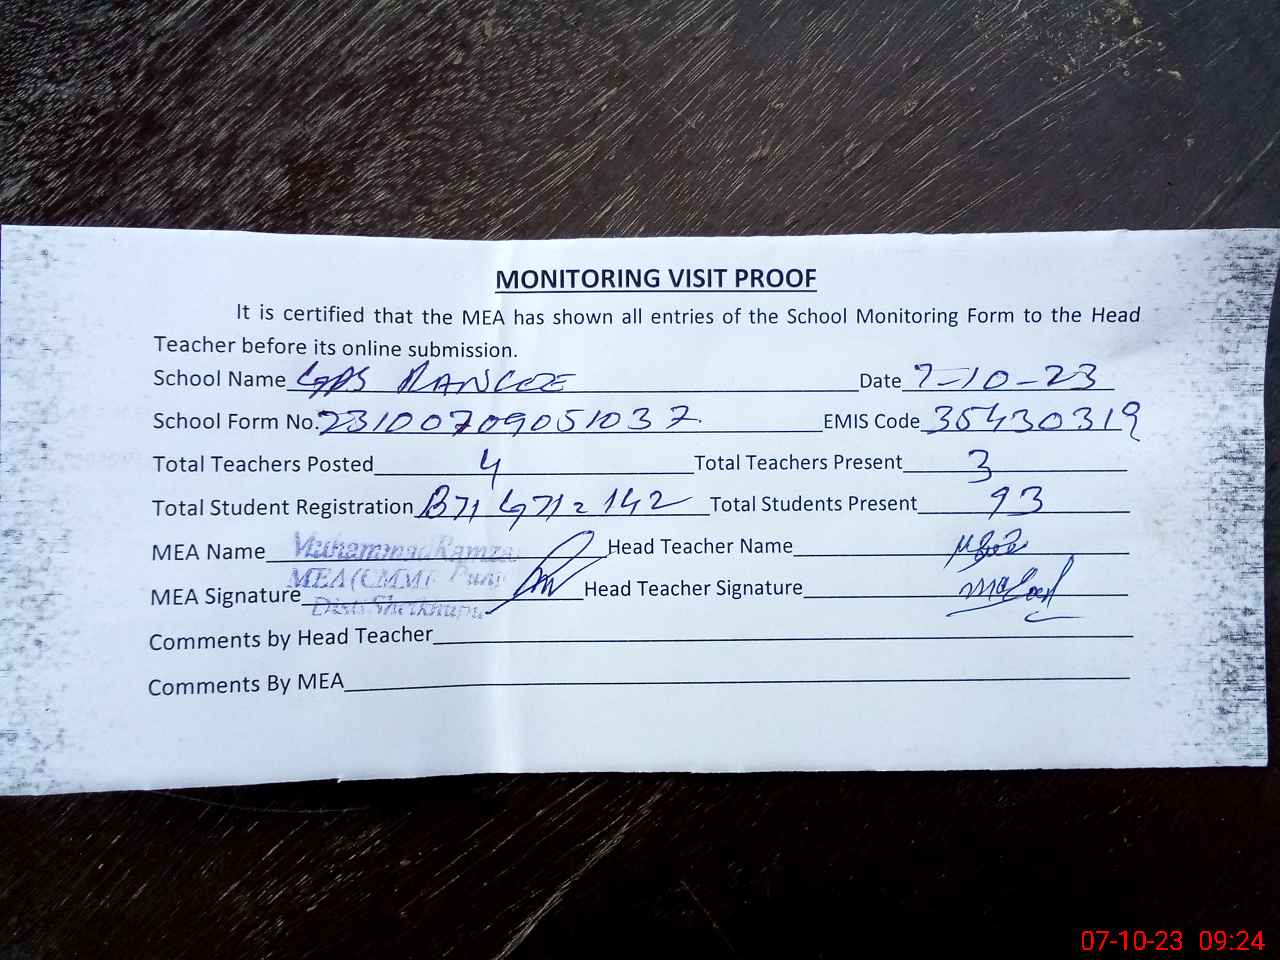 MONITORING VISIT PROOF
It is certified that the MEA has shown all entries of the School Monitoring Form to the Head
Teacher before its online submission.
School Name GPS Date 7-10-23
School Form No. 23100709051037 EMIS Code 35430319
Total Teachers Posted 4 Total Teachers Present 3
Total Student Registration B71 G71=142 Total Students Present 93
MEA Name Muhammad Ramzan Head Teacher Name
MEA Signature MEA(CMMF Head Teacher Signature
Comments by Head Teacher
Comments By MEA
07-10-23 09:24